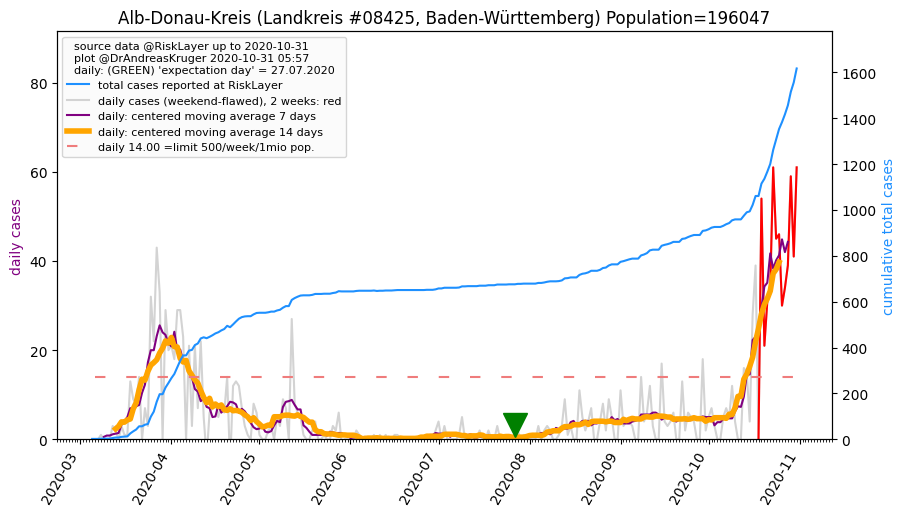 Alb-Donau-Kreis (Landkreis #08425, Baden-Württemberg) Population=196047
source data @RiskLayer up to 2020-10-31
plot @DrAndreasKruger 2020-10-31 05:57
daily: (GREEN) 'expectation day' = 27.07.2020
total cases reported at RiskLayer
daily cases (weekend-flawed), 2 weeks: red
daily: centered moving average 7 days
daily: centered moving average 14 days
daily 14.00 =limit 500/week/1mio pop.
daily cases
80
60
40
20
0
cumulative total cases
1600
1400
1200
1000
800
600
400
200
0
2020-03
2020-04
2020-05
2020-06
2020-07
2020-08
2020-09
2020-10
2020-11